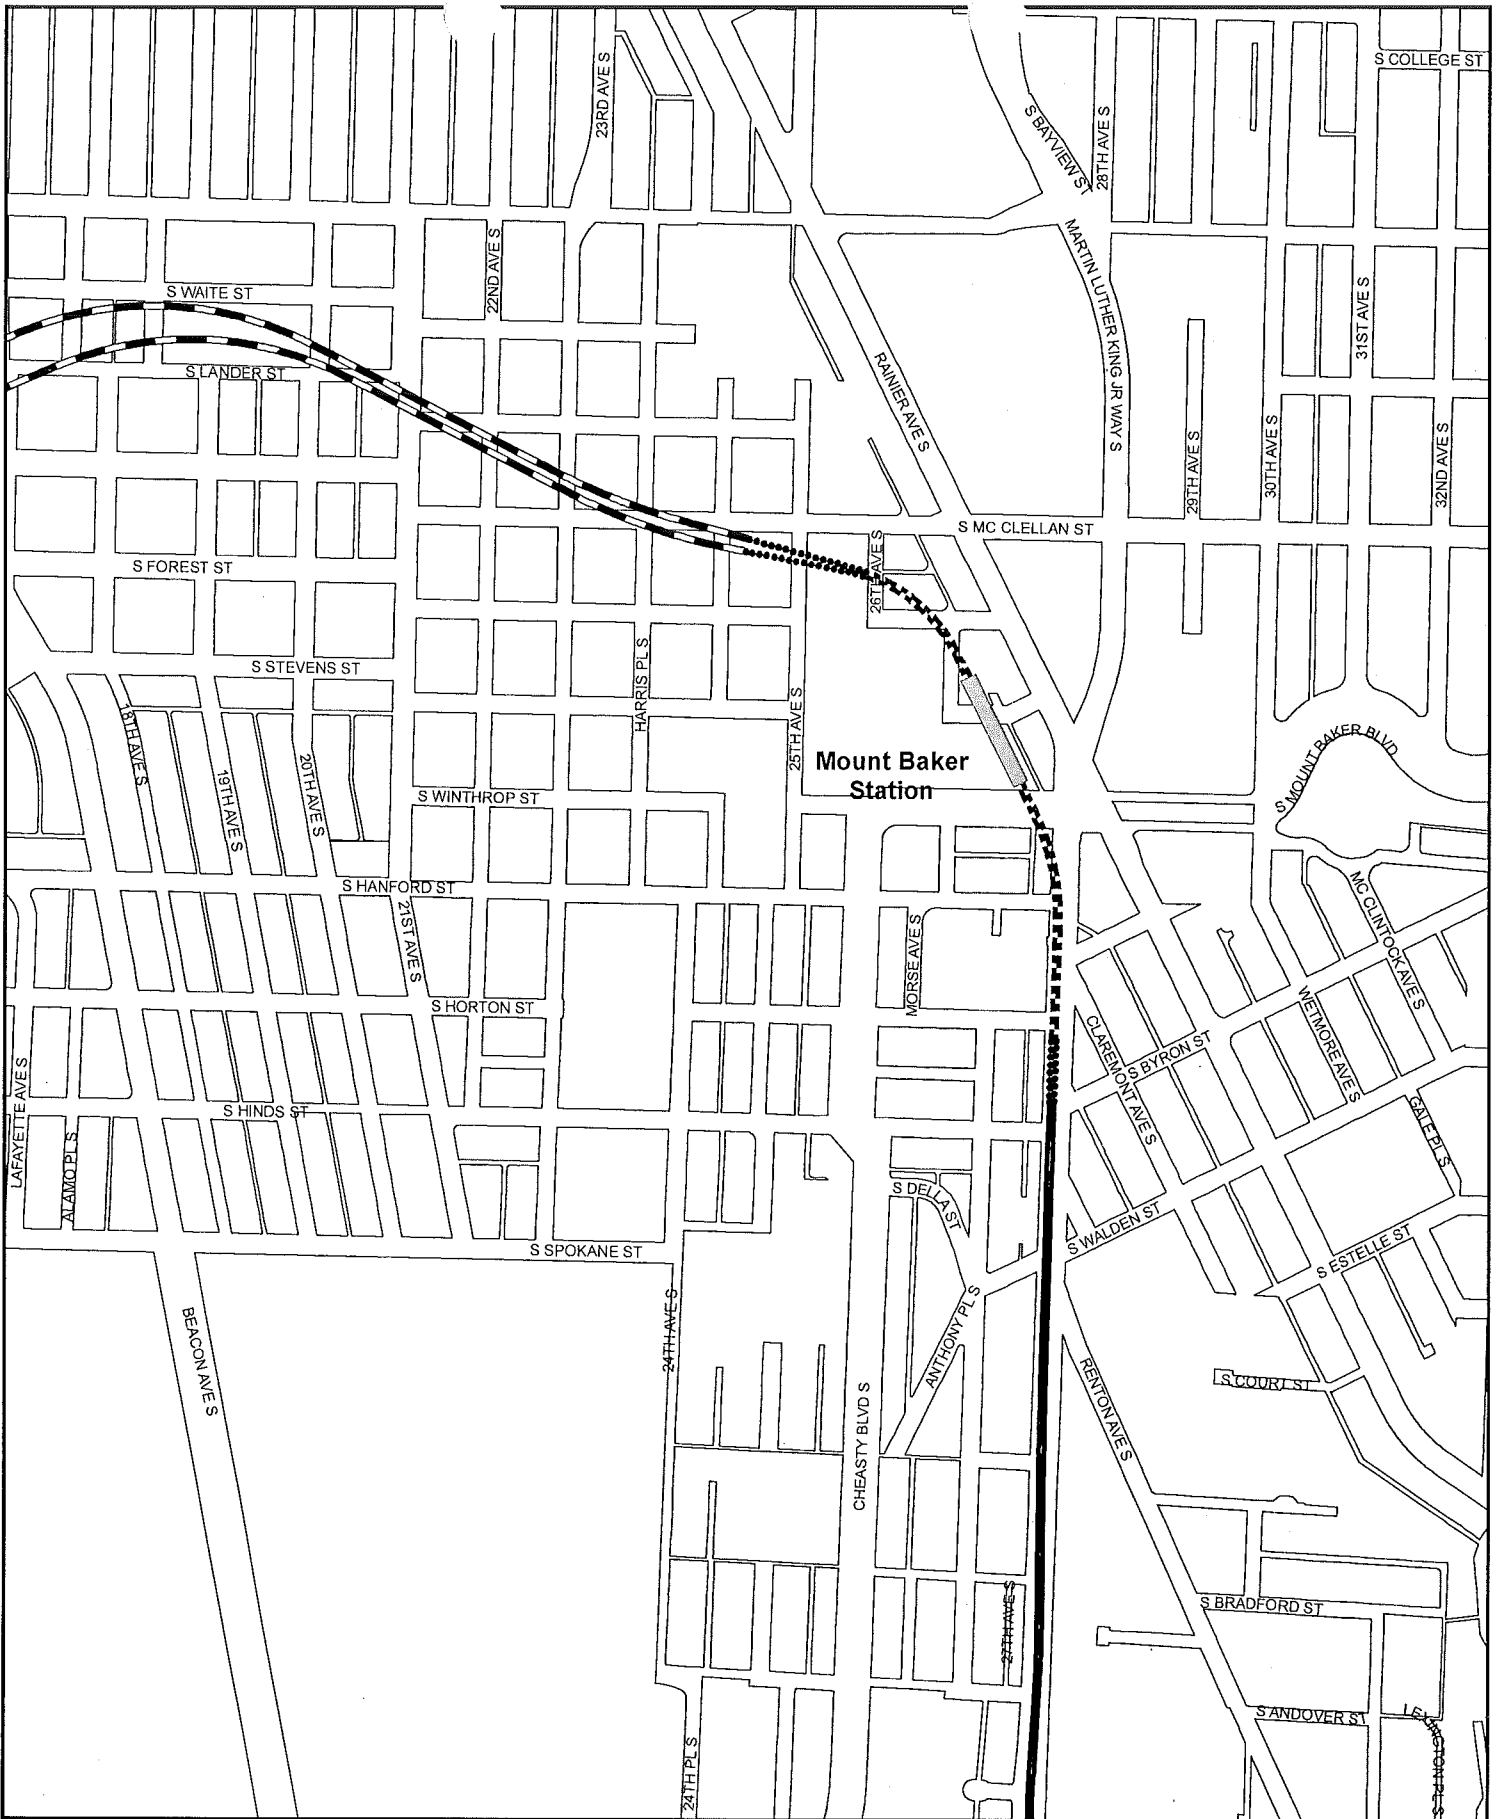 S COLLEGE ST
23RD AVE S
S BAYVIEW ST
28TH AVE S
22ND AVE S
MARTIN LUTHER KING JR WAY S
S WAITE ST
31ST AVE S
S LANDER ST
RAINIER AVE S
29TH AVE S
30TH AVE S
32ND AVE S
S MC CLELLAN ST
S FOREST ST
26TH AVE S
S STEVENS ST
HARRIS PL S
18TH AVE S
25TH AVE S
19TH AVE S
20TH AVE S
Mount Baker
Station
S MOUNT BAKER BLVD
S WINTHROP ST
S HANFORD ST
21ST AVE S
MC CLINTOCK AVE S
MORSE AVE S
S HORTON ST
WETMORE AVE S
CLAREMONT AVE S
S BYRON ST
LAFAYETTE AVE S
S HINDS ST
ALAMO PL S
GALE PL S
S DELLA ST
S WALDEN ST
S SPOKANE ST
S ESTELLE ST
BEACON AVE S
24TH AVE S
ANTHONY PL S
S COURT ST
RENTON AVE S
CHEASTY BLVD S
27TH AVE S
S BRADFORD ST
S ANDOVER ST
LEXINGTON PL S
24TH PL S